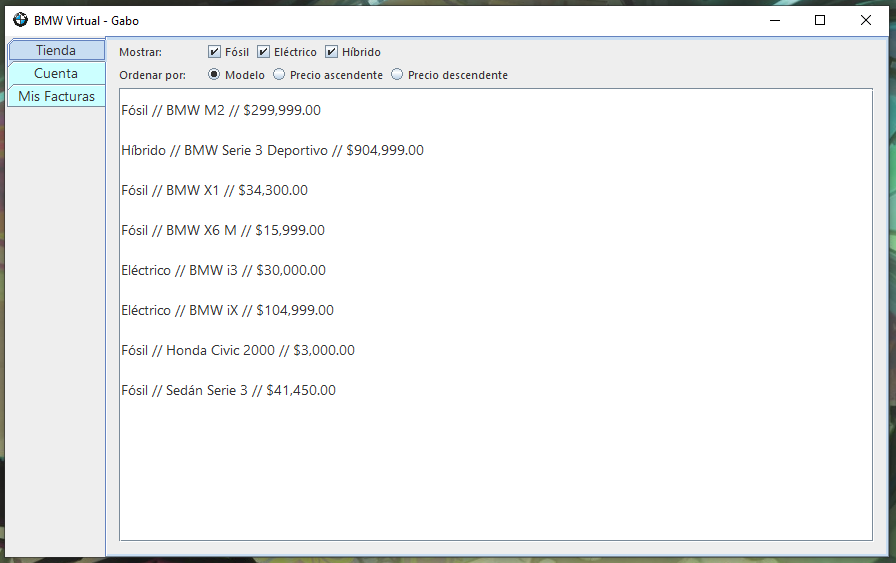 BMW Virtual - Gabo
Tienda
Cuenta
Mis Facturas
Mostrar: Fósil Eléctrico Híbrido
Ordenar por: Modelo Precio ascendente Precio descendente
Fósil // BMW M2 // $299,999.00
Híbrido // BMW Serie 3 Deportivo // $904,999.00
Fósil // BMW X1 // $34,300.00
Fósil // BMW X6 M // $15,999.00
Eléctrico // BMW i3 // $30,000.00
Eléctrico // BMW iX // $104,999.00
Fósil // Honda Civic 2000 // $3,000.00
Fósil // Sedán Serie 3 // $41,450.00